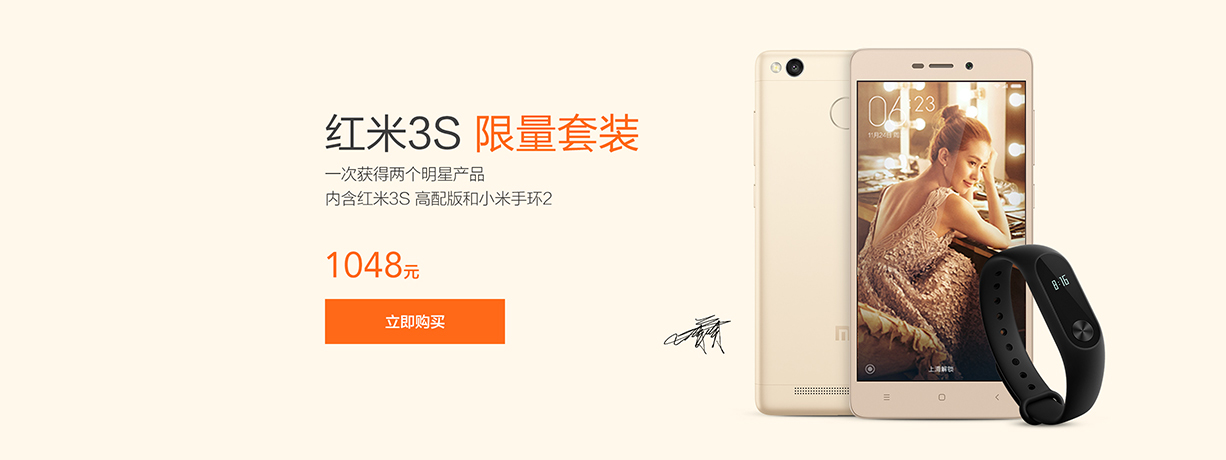 红米3S 限量套装
一次获得两个明星产品
内含红米3S 高配版和小米手环2
1048元
立即购买
04:23
上滑解锁
8:16